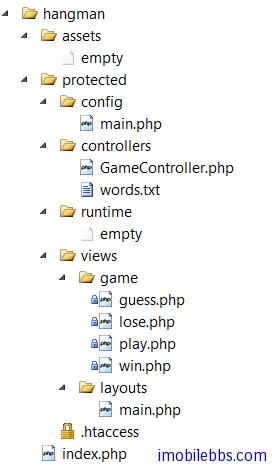 hangman
assets
empty
protected
config
main.php
controllers
GameController.php
words.txt
runtime
empty
views
game
guess.php
lose.php
play.php
win.php
layouts
main.php
.htaccess
index.php imobilebbs.com